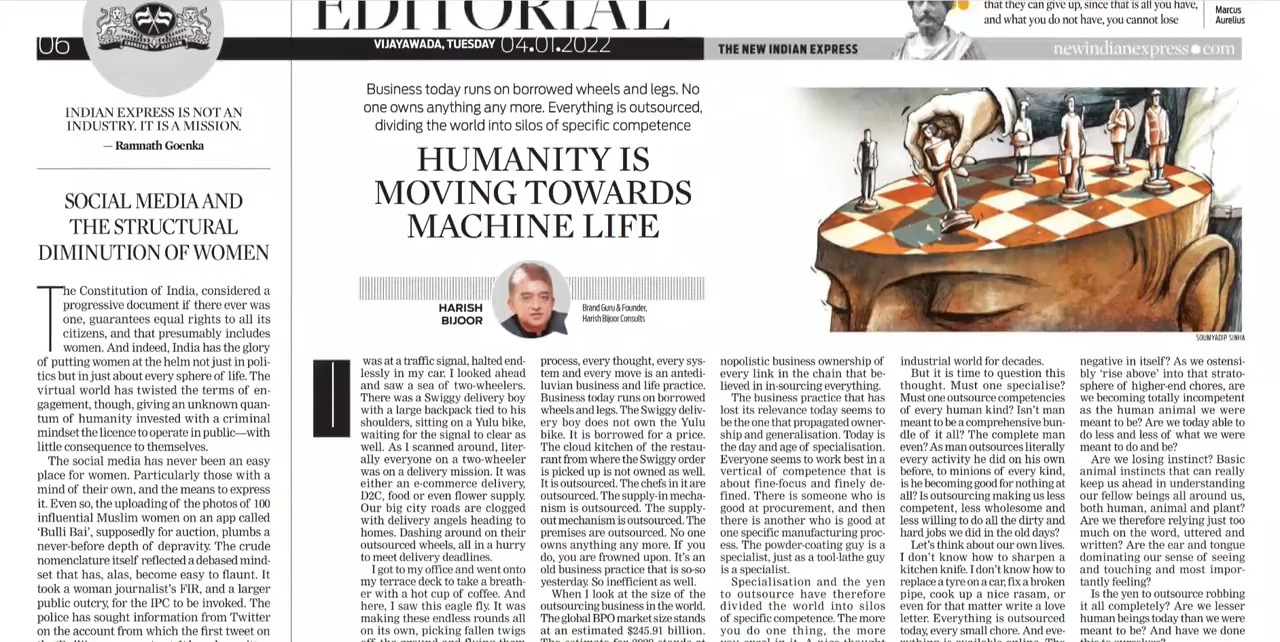 EDITORIAL
that they can give up, since that is all you have,
and what you do not have, you cannot lose
Marcus
Aurelius
06
VIJAYAWADA, TUESDAY 04.01.2022
THE NEW INDIAN EXPRESS
newindianexpress●com
INDIAN EXPRESS IS NOT AN
INDUSTRY. IT IS A MISSION.
— Ramnath Goenka
SOCIAL MEDIA AND
THE STRUCTURAL
DIMINUTION OF WOMEN
The Constitution of India, considered a
progressive document if there ever was
one, guarantees equal rights to all its
citizens, and that presumably includes
women. And indeed, India has the glory
of putting women at the helm not just in poli-
tics but in just about every sphere of life. The
virtual world has twisted the terms of en-
gagement, though, giving an unknown quan-
tum of humanity invested with a criminal
mindset the licence to operate in public—with
little consequence to themselves.
The social media has never been an easy
place for women. Particularly those with a
mind of their own, and the means to express
it. Even so, the uploading of the photos of 100
influential Muslim women on an app called
‘Bulli Bai’, supposedly for auction, plumbs a
never-before depth of depravity. The crude
nomenclature itself reflected a debased mind-
set that has, alas, become easy to flaunt. It
took a woman journalist’s FIR, and a larger
public outcry, for the IPC to be invoked. The
police has sought information from Twitter
on the account from which the first tweet on
Business today runs on borrowed wheels and legs. No
one owns anything any more. Everything is outsourced,
dividing the world into silos of specific competence
HUMANITY IS
MOVING TOWARDS
MACHINE LIFE
HARISH
BIJOOR
Brand Guru & Founder,
Harish Bijoor Consults
SOUMYADIP SINHA
I was at a traffic signal, halted end-
lessly in my car. I looked ahead
and saw a sea of two-wheelers.
There was a Swiggy delivery boy
with a large backpack tied to his
shoulders, sitting on a Yulu bike,
waiting for the signal to clear as
well. As I scanned around, liter-
ally everyone on a two-wheeler
was on a delivery mission. It was
either an e-commerce delivery,
D2C, food or even flower supply.
Our big city roads are clogged
with delivery angels heading to
homes. Dashing around on their
outsourced wheels, all in a hurry
to meet delivery deadlines.
I got to my office and went onto
my terrace deck to take a breath-
er with a hot cup of coffee. And
here, I saw this eagle fly. It was
making these endless rounds all
on its own, picking fallen twigs
process, every thought, every sys-
tem and every move is an antedi-
luvian business and life practice.
Business today runs on borrowed
wheels and legs. The Swiggy deliv-
ery boy does not own the Yulu
bike. It is borrowed for a price.
The cloud kitchen of the restau-
rant from where the Swiggy order
is picked up is not owned as well.
It is outsourced. The chefs in it are
outsourced. The supply-in mecha-
nism is outsourced. The supply-
out mechanism is outsourced. The
premises are outsourced. No one
owns anything any more. If you
do, you are frowned upon. It’s an
old business practice that is so-so
yesterday. So inefficient as well.
When I look at the size of the
outsourcing business in the world.
The global BPO market size stands
at an estimated $245.91 billion.
nopolistic business ownership of
every link in the chain that be-
lieved in in-sourcing everything.
The business practice that has
lost its relevance today seems to
be the one that propagated owner-
ship and generalisation. Today is
the day and age of specialisation.
Everyone seems to work best in a
vertical of competence that is
about fine-focus and finely de-
fined. There is someone who is
good at procurement, and then
there is another who is good at
one specific manufacturing proc-
ess. The powder-coating guy is a
specialist, just as a tool-lathe guy
is a specialist.
Specialisation and the yen
to outsource have therefore
divided the world into silos
of specific competence. The more
you do one thing, the more
industrial world for decades.
But it is time to question this
thought. Must one specialise?
Must one outsource competencies
of every human kind? Isn’t man
meant to be a comprehensive bun-
dle of it all? The complete man
even? As man outsources literally
every activity he did on his own
before, to minions of every kind,
is he becoming good for nothing at
all? Is outsourcing making us less
competent, less wholesome and
less willing to do all the dirty and
hard jobs we did in the old days?
Let’s think about our own lives.
I don’t know how to sharpen a
kitchen knife. I don’t know how to
replace a tyre on a car, fix a broken
pipe, cook up a nice rasam, or
even for that matter write a love
letter. Everything is outsourced
today, every small chore. And eve-
negative in itself? As we ostensi-
bly ‘rise above’ into that strato-
sphere of higher-end chores, are
we becoming totally incompetent
as the human animal we were
meant to be? Are we today able to
do less and less of what we were
meant to do and be?
Are we losing instinct? Basic
animal instincts that can really
keep us ahead in understanding
our fellow beings all around us,
both human, animal and plant?
Are we therefore relying just too
much on the word, uttered and
written? Are the ear and tongue
dominating our sense of seeing
and touching and most impor-
tantly feeling?
Is the yen to outsource robbing
it all completely? Are we lesser
human beings today than we were
meant to be? And have we done